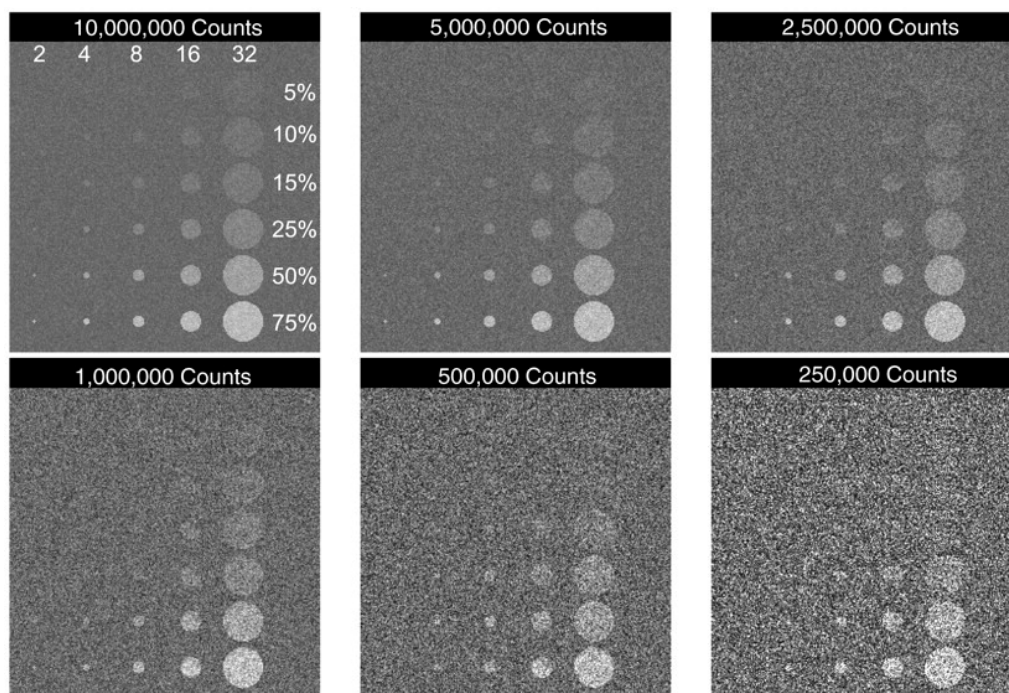 10,000,000 Counts
5,000,000 Counts
2,500,000 Counts
2 4 8 16 32
5%
10%
15%
25%
50%
75%
1,000,000 Counts
500,000 Counts
250,000 Counts